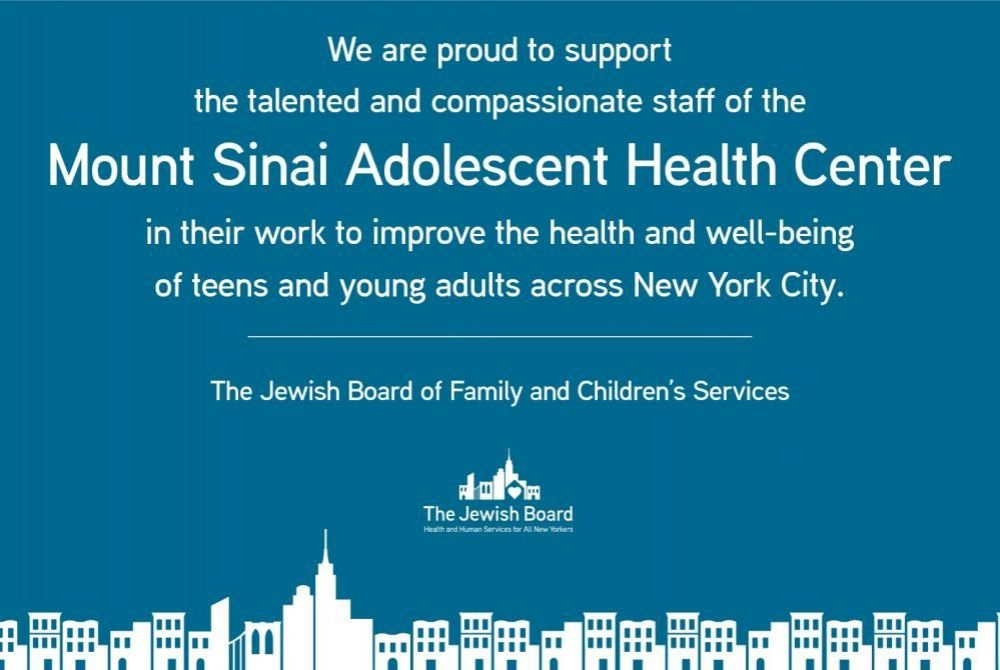 We are proud to support
the talented and compassionate staff of the
Mount Sinai Adolescent Health Center
in their work to improve the health and well-being
of teens and young adults across New York City.
The Jewish Board of Family and Children's Services
The Jewish Board
Health and Human Services for All New Yorkers